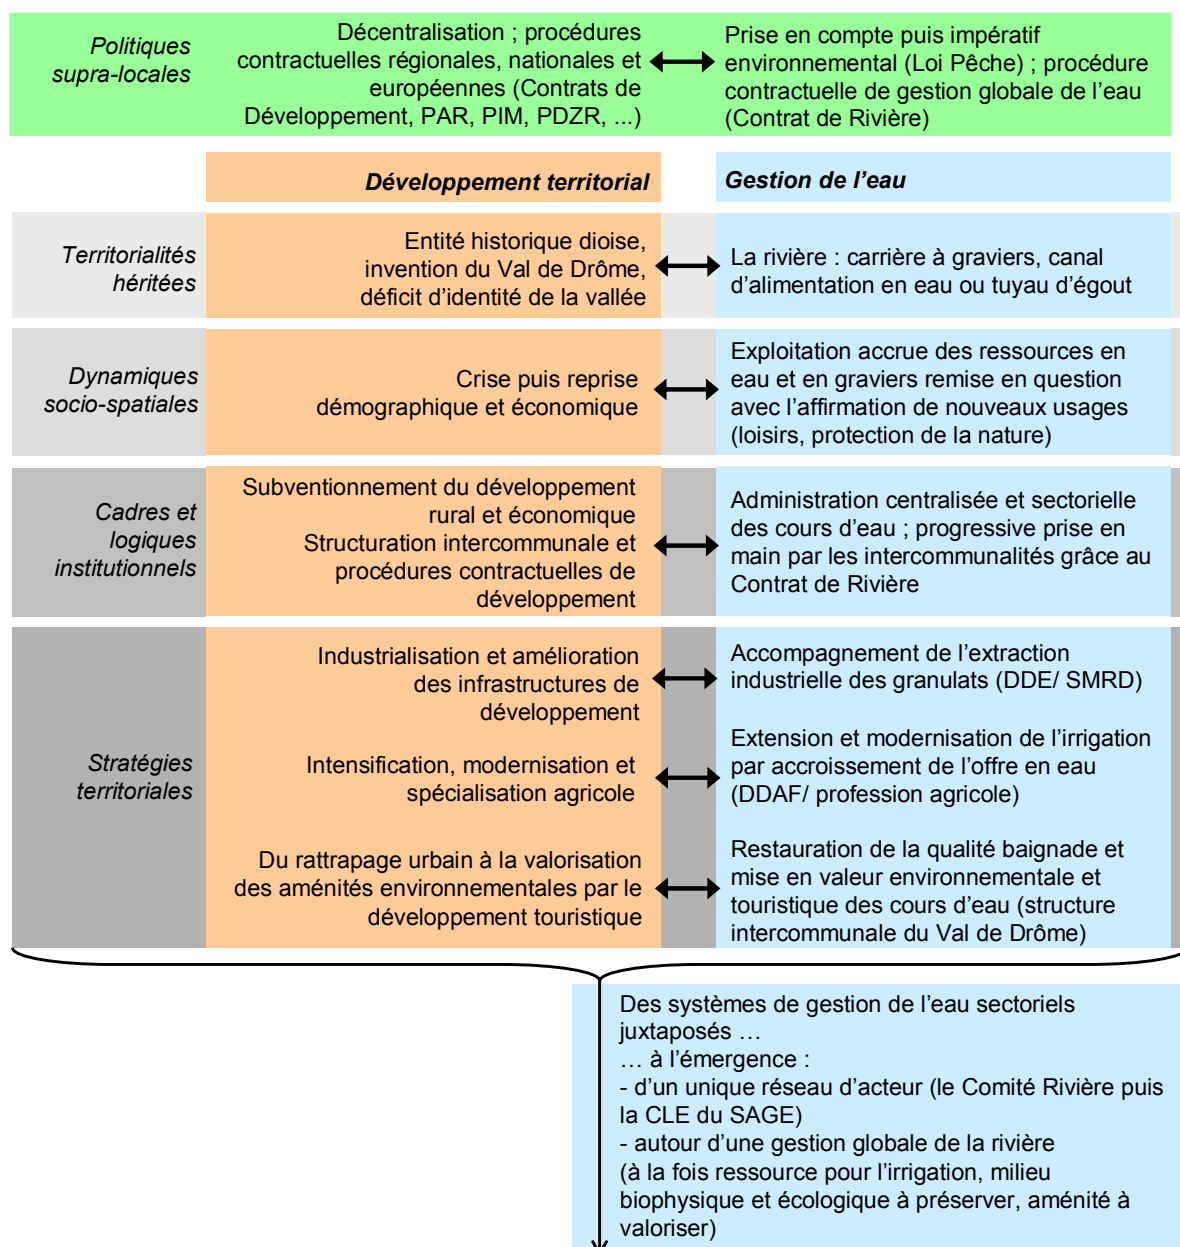 Politiques
supra-locales
Décentralisation ; procédures
contractuelles régionales, nationales et
européennes (Contrats de
Développement, PAR, PIM, PDZR, ...)
Prise en compte puis impératif
environnemental (Loi Pêche) ; procédure
contractuelle de gestion globale de l’eau
(Contrat de Rivière)
Développement territorial
Gestion de l’eau
Territorialités
héritées
Entité historique dioise,
invention du Val de Drôme,
déficit d’identité de la vallée
La rivière : carrière à graviers, canal
d’alimentation en eau ou tuyau d’égout
Dynamiques
socio-spatiales
Crise puis reprise
démographique et économique
Exploitation accrue des ressources en
eau et en graviers remise en question
avec l’affirmation de nouveaux usages
(loisirs, protection de la nature)
Cadres et
logiques
institutionnels
Subventionnement du développement
rural et économique
Structuration intercommunale et
procédures contractuelles de
développement
Administration centralisée et sectorielle
des cours d’eau ; progressive prise en
main par les intercommunalités grâce au
Contrat de Rivière
Stratégies
territoriales
Industrialisation et amélioration
des infrastructures de
développement
Accompagnement de l’extraction
industrielle des granulats (DDE/ SMRD)
Intensification, modernisation et
spécialisation agricole
Extension et modernisation de l’irrigation
par accroissement de l’offre en eau
(DDAF/ profession agricole)
Du rattrapage urbain à la valorisation
des aménités environnementales par le
développement touristique
Restauration de la qualité baignade et
mise en valeur environnementale et
touristique des cours d’eau (structure
intercommunale du Val de Drôme)
Des systèmes de gestion de l’eau sectoriels
juxtaposés …
… à l’émergence :
- d’un unique réseau d’acteur (le Comité Rivière puis
la CLE du SAGE)
- autour d’une gestion globale de la rivière
(à la fois ressource pour l’irrigation, milieu
biophysique et écologique à préserver, aménité à
valoriser)